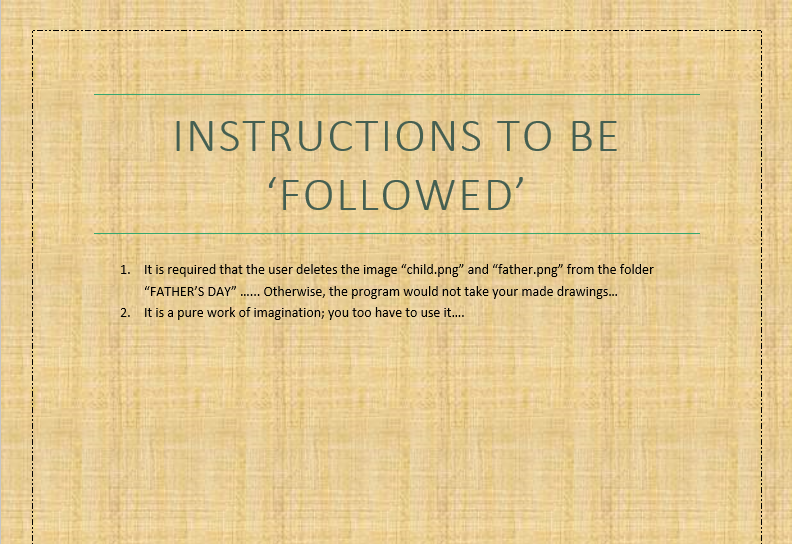 INSTRUCTIONS TO BE
‘FOLLOWED’
1. It is required that the user deletes the image “child.png” and “father.png” from the folder
“FATHER’S DAY” …... Otherwise, the program would not take your made drawings…
2. It is a pure work of imagination; you too have to use it….